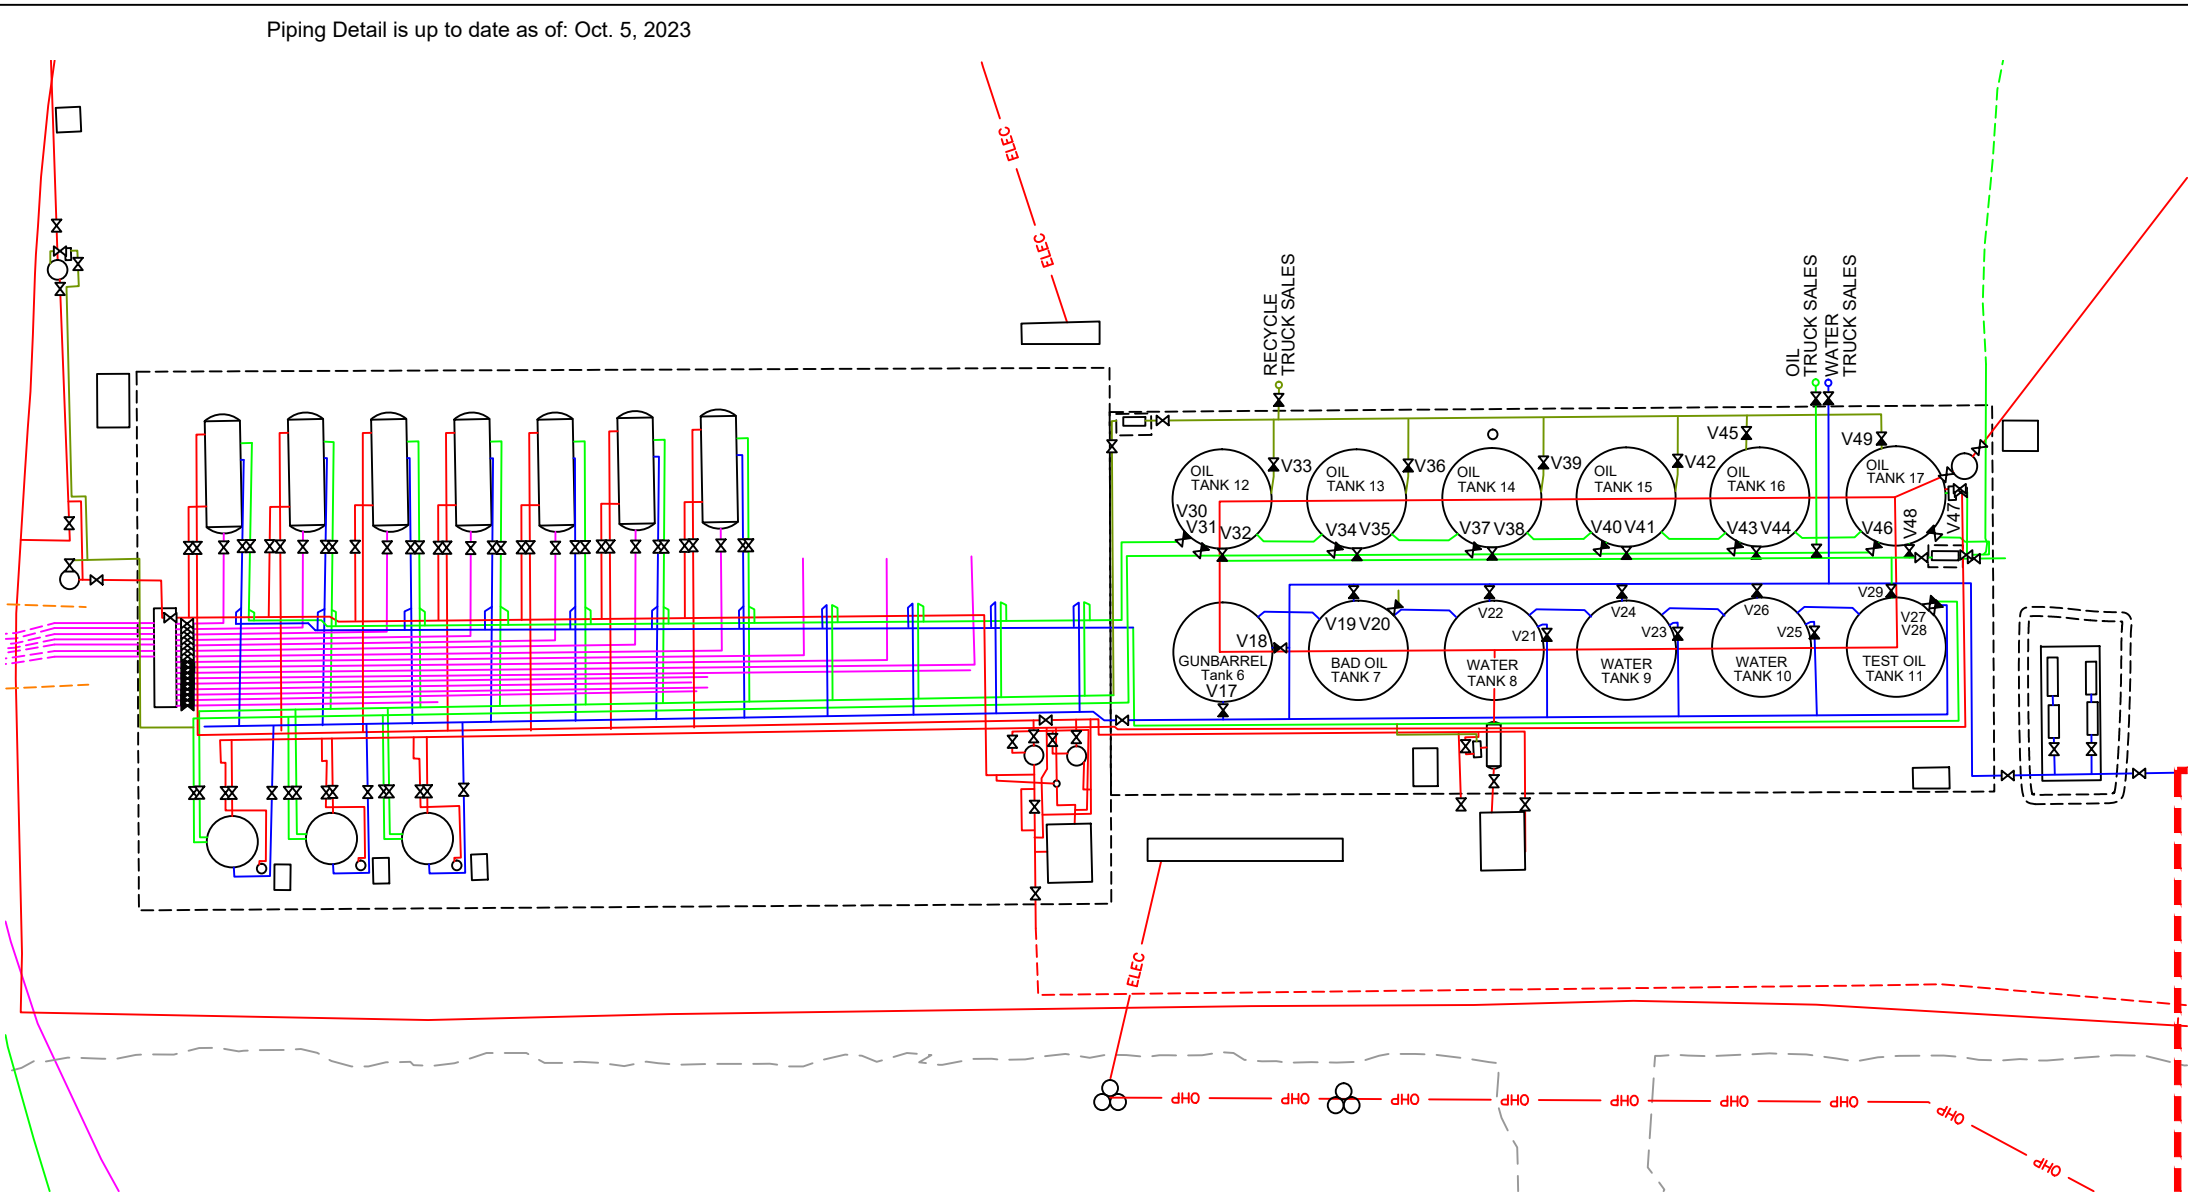 Piping Detail is up to date as of: Oct. 5, 2023
ELEC
ELEC
RECYCLE
TRUCK SALES
OIL
TRUCK SALES
WATER
TRUCK SALES
V45
V49
V33
V36
V39
V42
OIL
TANK 12
OIL
TANK 13
OIL
TANK 14
OIL
TANK 15
OIL
TANK 16
OIL
TANK 17
V30
V31
V32
V34 V35
V37 V38
V40 V41
V43 V44
V46
V48
V47
V29
V27
V28
V18
V19 V20
V22
V21
V24
V23
V26
V25
GUNBARREL
Tank 6
V17
BAD OIL
TANK 7
WATER
TANK 8
WATER
TANK 9
WATER
TANK 10
TEST OIL
TANK 11
ELEC
OHP
OHP
OHP
OHP
OHP
OHP
OHP
OHP
OHP